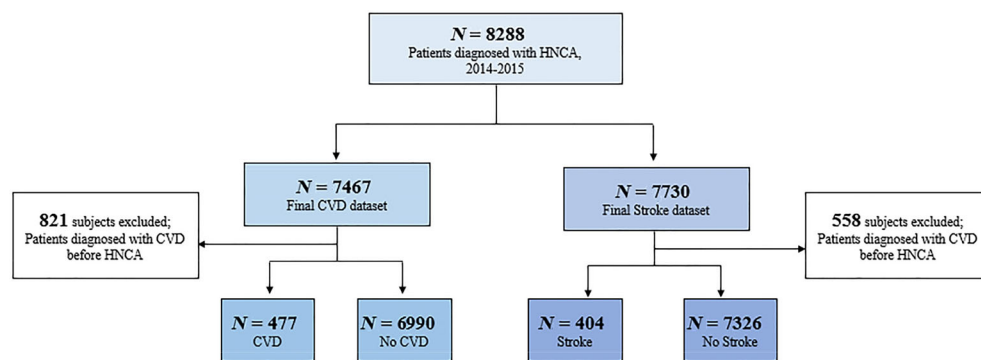 N = 8288
Patients diagnosed with HNCA,
2014-2015
N = 7467
Final CVD dataset
N = 7730
Final Stroke dataset
821 subjects excluded;
Patients diagnosed with CVD
before HNCA
558 subjects excluded;
Patients diagnosed with CVD
before HNCA
N = 477
CVD
N = 6990
No CVD
N = 404
Stroke
N = 7326
No Stroke